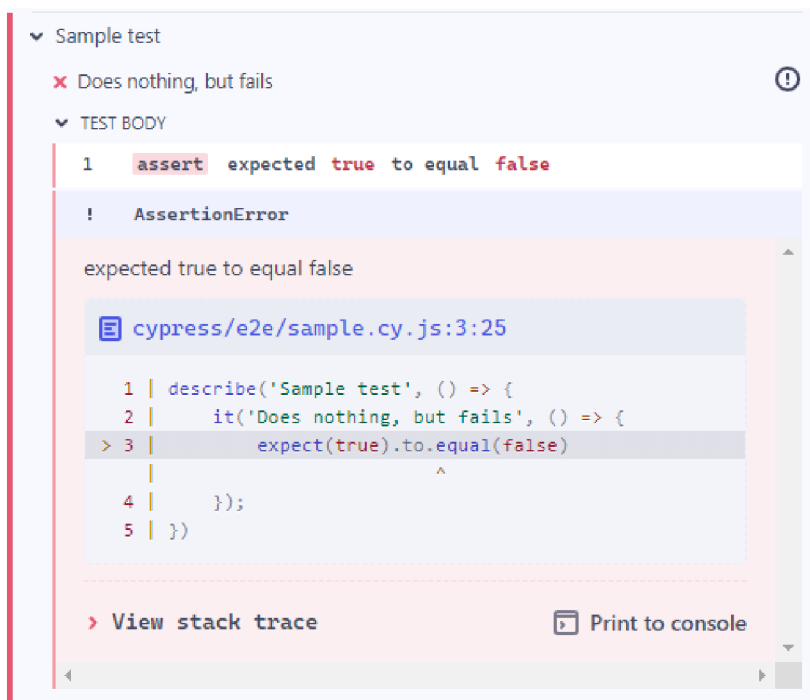 Sample test
Does nothing, but fails
TEST BODY
1 assert expected true to equal false
! AssertionError
expected true to equal false
cypress/e2e/sample.cy.js:3:25
1 | describe('Sample test', () => {
2 |     it('Does nothing, but fails', () => {
> 3 |         expect(true).to.equal(false)
|                         ^
4 |     });
5 | })
> View stack trace
Print to console